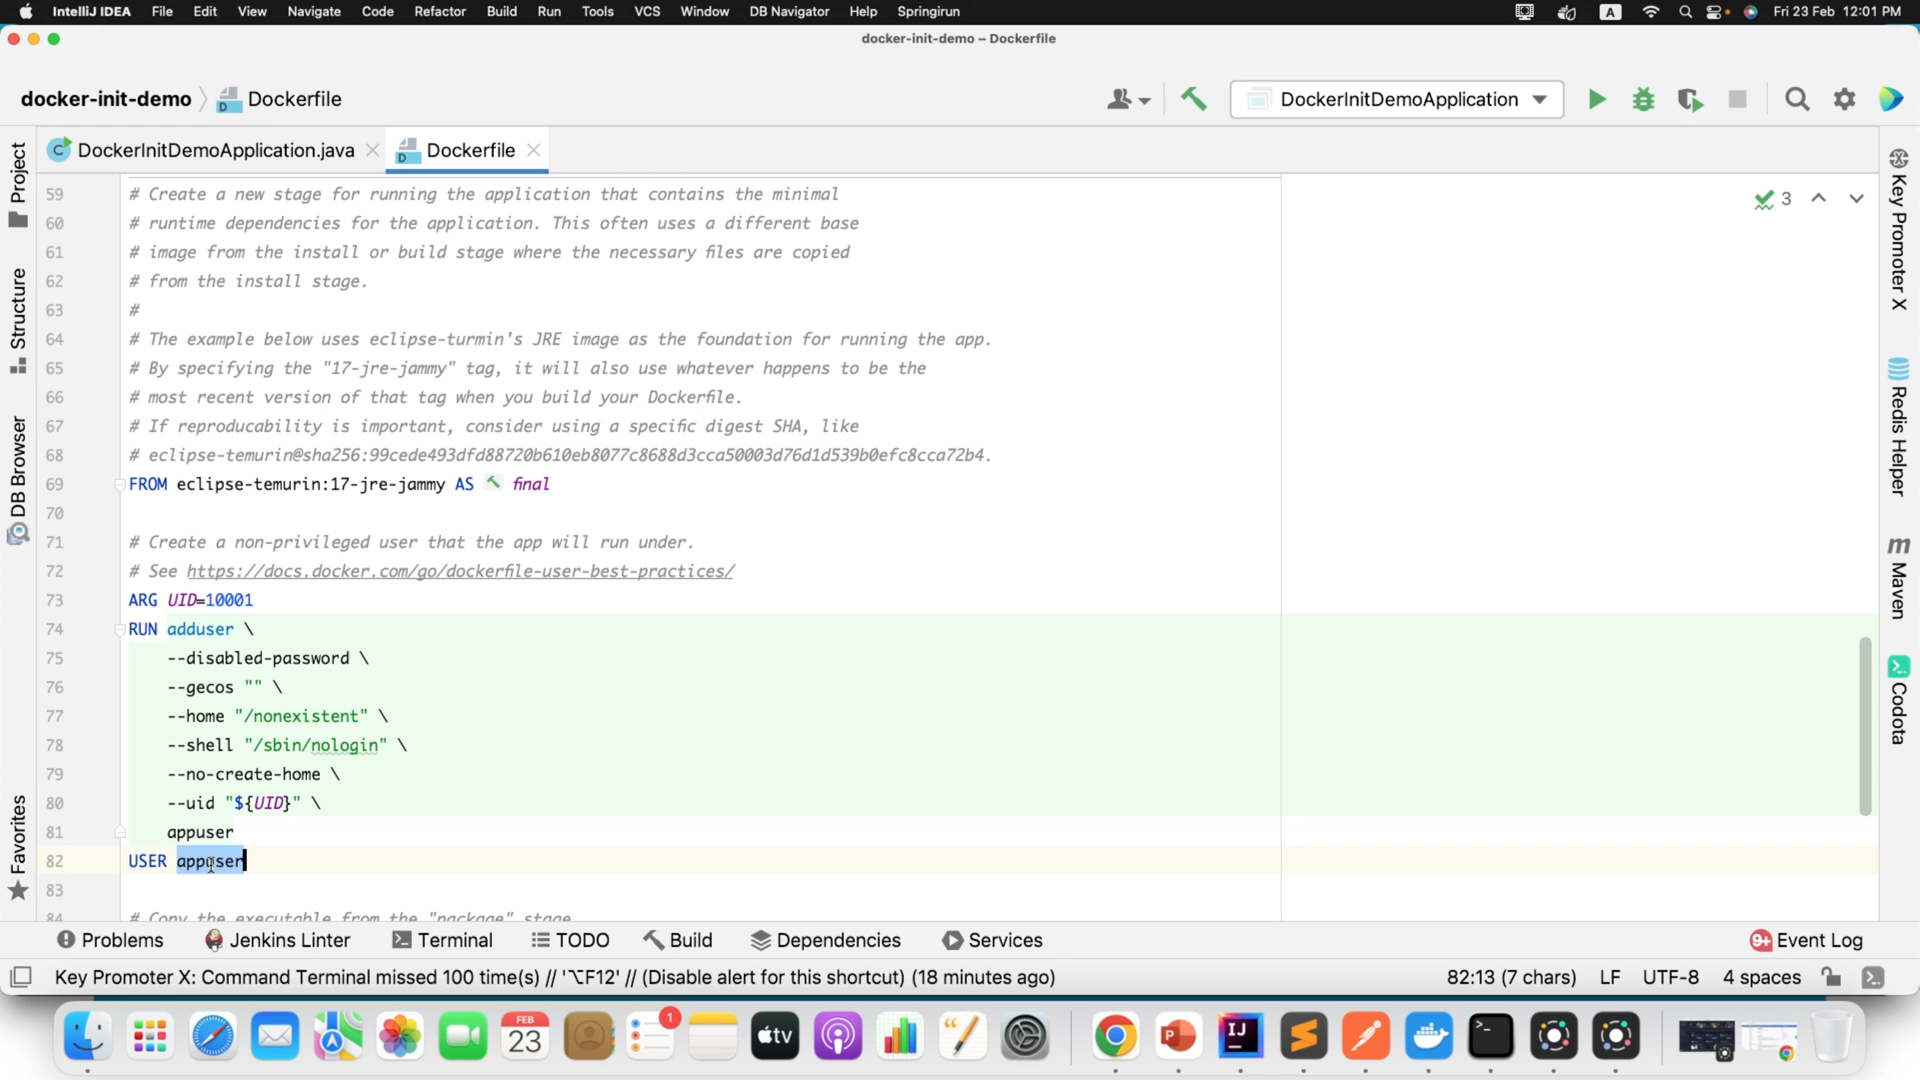 IntelliJ IDEA File Edit View Navigate Code Refactor Build Run Tools VCS Window DB Navigator Help Springirun A Fri 23 Feb 12:01 PM
docker-init-demo – Dockerfile
docker-init-demo Dockerfile DockerInitDemoApplication
DockerInitDemoApplication.java Dockerfile
59 # Create a new stage for running the application that contains the minimal
60 # runtime dependencies for the application. This often uses a different base
61 # image from the install or build stage where the necessary files are copied
62 # from the install stage.
63 #
64 # The example below uses eclipse-turmin's JRE image as the foundation for running the app.
65 # By specifying the "17-jre-jammy" tag, it will also use whatever happens to be the
66 # most recent version of that tag when you build your Dockerfile.
67 # If reproducability is important, consider using a specific digest SHA, like
68 # eclipse-temurin@sha256:99cede493dfd88720b610eb8077c8688d3cca50003d76d1d539b0efc8cca72b4.
69 FROM eclipse-temurin:17-jre-jammy AS final
70
71 # Create a non-privileged user that the app will run under.
72 # See https://docs.docker.com/go/dockerfile-user-best-practices/
73 ARG UID=10001
74 RUN adduser \
75 --disabled-password \
76 --gecos "" \
77 --home "/nonexistent" \
78 --shell "/sbin/nologin" \
79 --no-create-home \
80 --uid "${UID}" \
81 appuser
82 USER appuser
83
84 # Copy the executable from the "package" stage
3
Project
Structure
DB Browser
Favorites
Key Promoter X
Redis Helper
m Maven
Codota
Problems Jenkins Linter Terminal TODO Build Dependencies Services 9+ Event Log
Key Promoter X: Command Terminal missed 100 time(s) // '⌥F12' // (Disable alert for this shortcut) (18 minutes ago) 82:13 (7 chars) LF UTF-8 4 spaces
FEB
23
1
tv
P
IJ